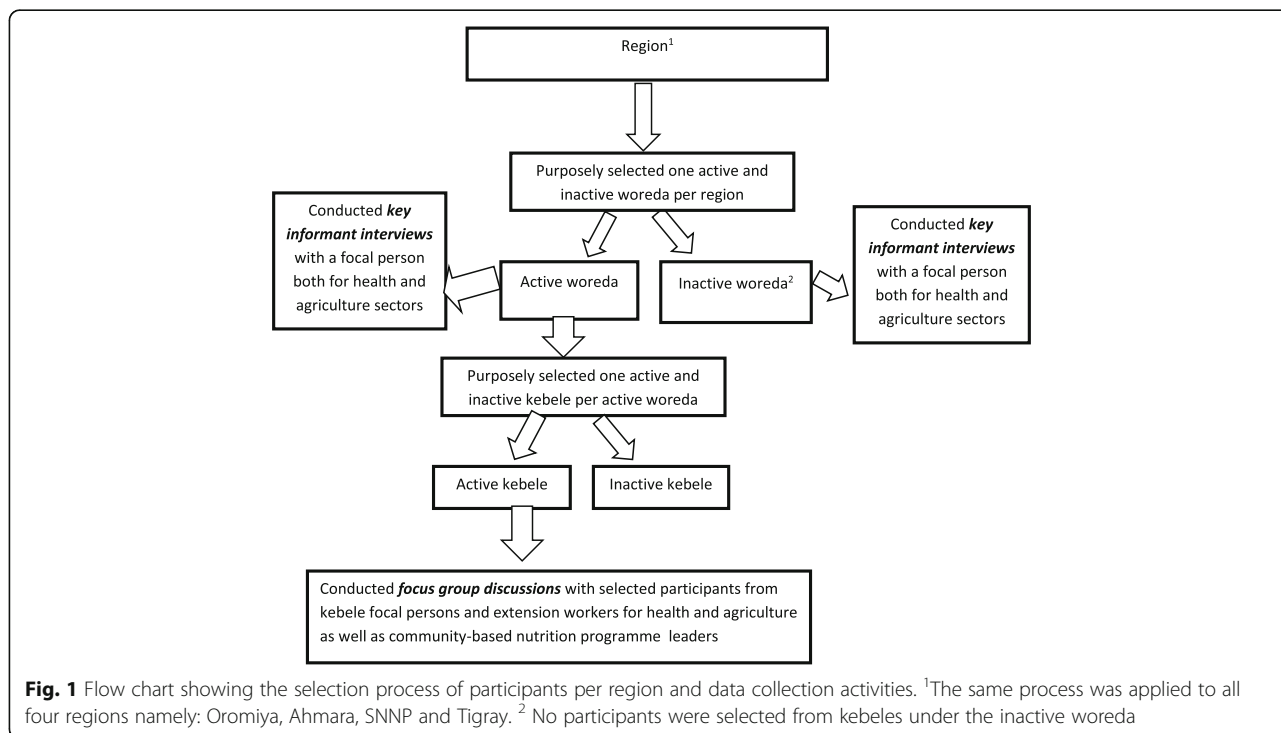 Region¹
Purposely selected one active and
inactive woreda per region
Conducted key
informant interviews
with a focal person
both for health and
agriculture sectors
Active woreda
Inactive woreda²
Conducted key
informant interviews
with a focal person
both for health and
agriculture sectors
Purposely selected one active and
inactive kebele per active woreda
Active kebele
Inactive kebele
Conducted focus group discussions with selected participants from
kebele focal persons and extension workers for health and agriculture
as well as community-based nutrition programme leaders
Fig. 1 Flow chart showing the selection process of participants per region and data collection activities. ¹The same process was applied to all
four regions namely: Oromiya, Ahmara, SNNP and Tigray. ² No participants were selected from kebeles under the inactive woreda